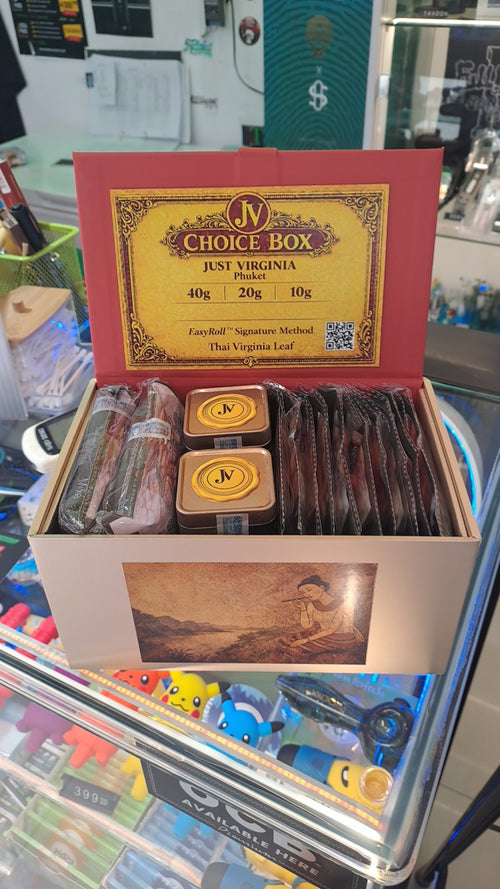 JV
CHOICE BOX
JUST VIRGINIA
Phuket
40g 20g 10g
EasyRoll™ Signature Method
Thai Virginia Leaf
JV
JV
399
OCB
AVAILABLE HERE